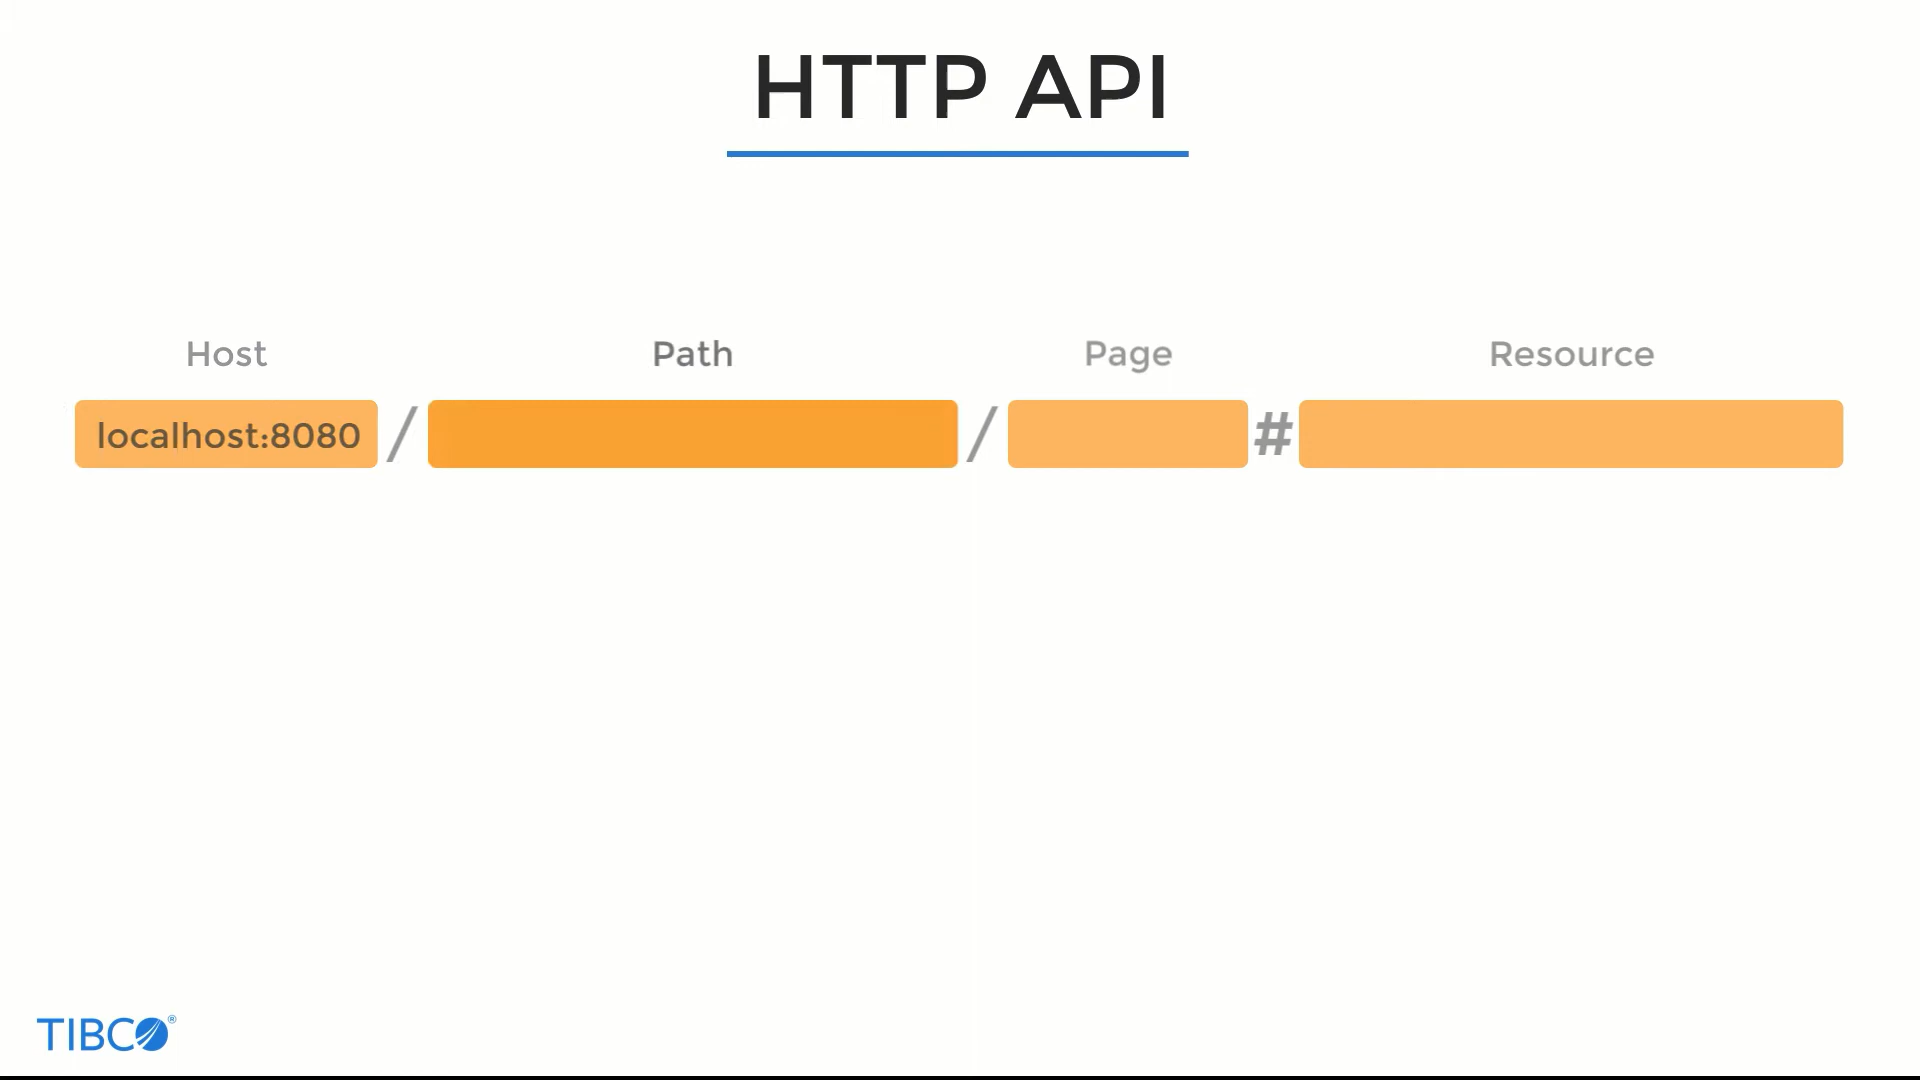 HTTP API
Host Path Page Resource
localhost:8080 / / #
TIBCO®